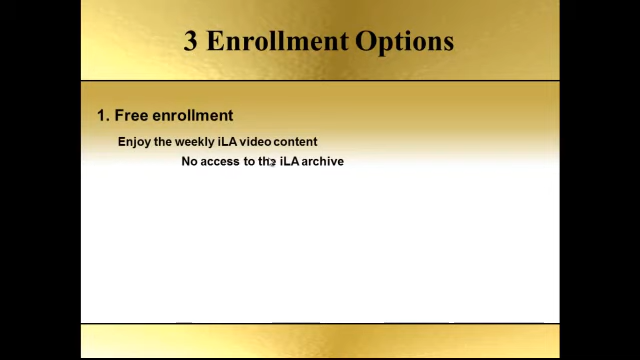 3 Enrollment Options
1. Free enrollment
Enjoy the weekly iLA video content
No access to the iLA archive